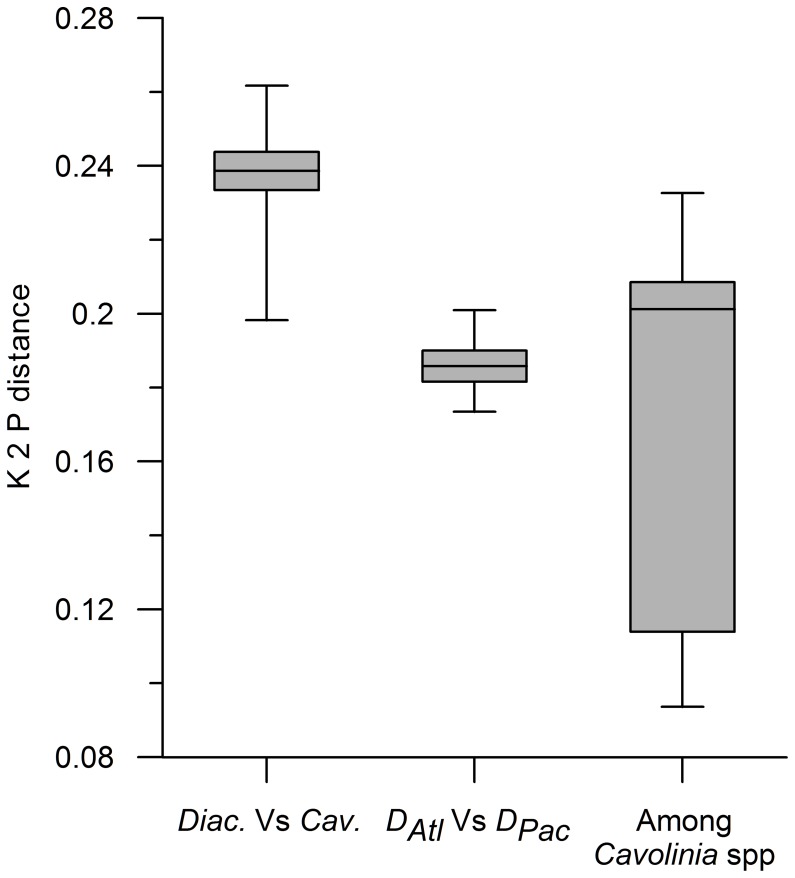 0.28
0.24
0.2
0.16
0.12
0.08
K 2 P distance
Diac. Vs Cav.
DAtl Vs DPac
Among
Cavolinia spp